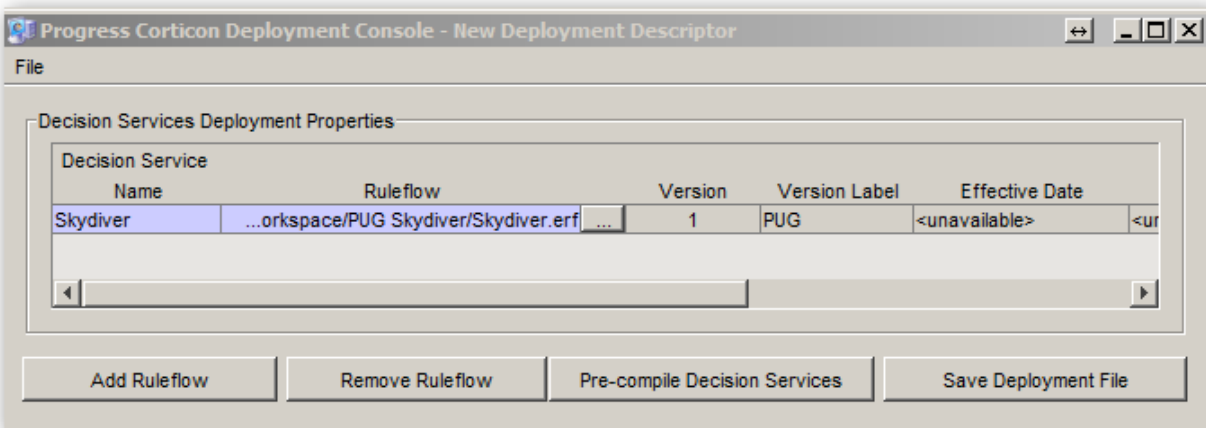 Progress Corticon Deployment Console - New Deployment Descriptor
File
Decision Services Deployment Properties
Decision Service
Name Ruleflow Version Version Label Effective Date
Skydiver ...orkspace/PUG Skydiver/Skydiver.erf ... 1 PUG <unavailable> <ur
Add Ruleflow Remove Ruleflow Pre-compile Decision Services Save Deployment File